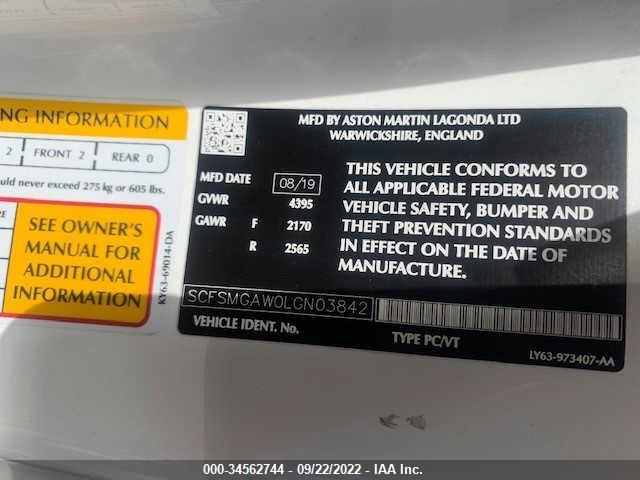 NG INFORMATION
2 FRONT 2 REAR 0
uld never exceed 275 kg or 605 lbs.
RE
SEE OWNER'S
MANUAL FOR
ADDITIONAL
INFORMATION
KY63-69014-DA
MFD BY ASTON MARTIN LAGONDA LTD
WARWICKSHIRE, ENGLAND
MFD DATE 08/19
GVWR 4395
GAWR F 2170
R 2565
THIS VEHICLE CONFORMS TO
ALL APPLICABLE FEDERAL MOTOR
VEHICLE SAFETY, BUMPER AND
THEFT PREVENTION STANDARDS
IN EFFECT ON THE DATE OF
MANUFACTURE.
SCFSMGAW0LGN03842
VEHICLE IDENT. No.
TYPE PC/VT
LY63-973407-AA
000-34562744 - 09/22/2022 - IAA Inc.